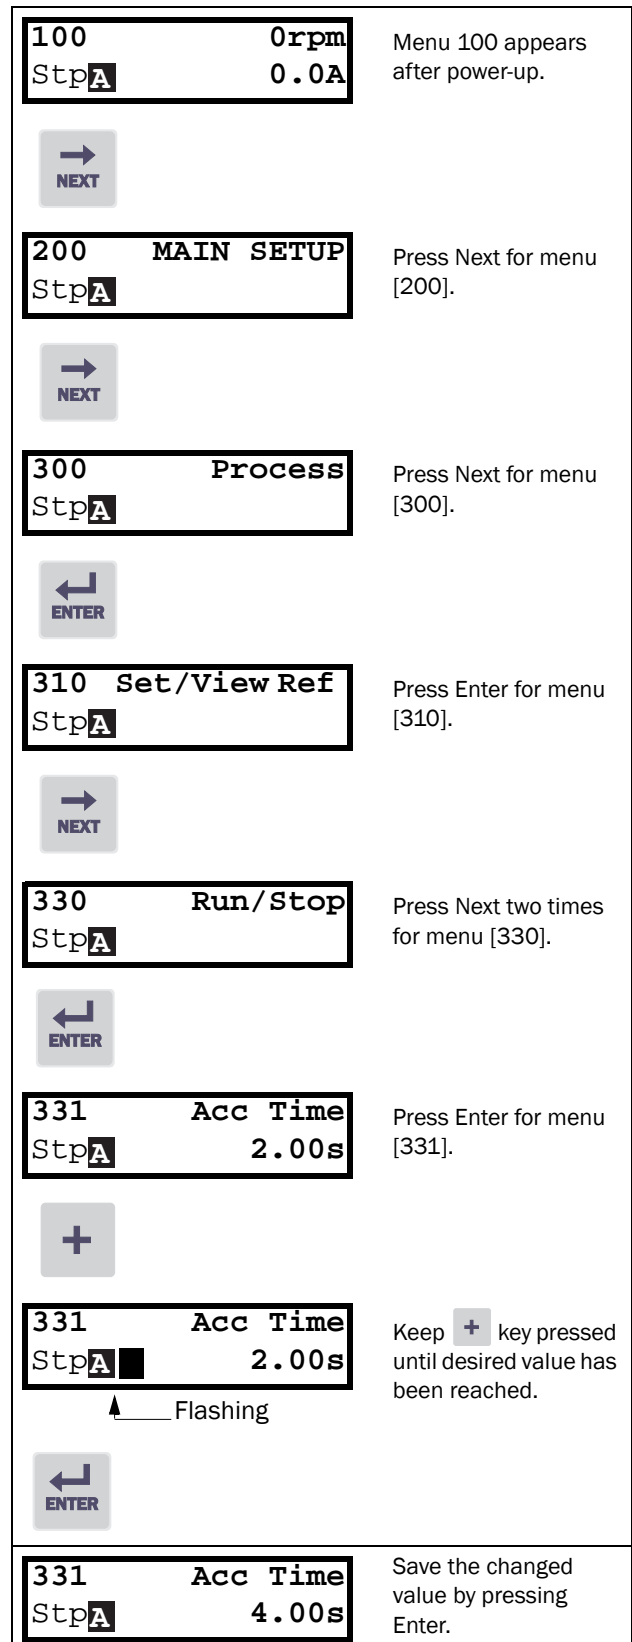 100 0rpm
StpA 0.0A
Menu 100 appears
after power-up.
NEXT
200 MAIN SETUP
StpA
Press Next for menu
[200].
NEXT
300 Process
StpA
Press Next for menu
[300].
ENTER
310 Set/View Ref
StpA
Press Enter for menu
[310].
NEXT
330 Run/Stop
StpA
Press Next two times
for menu [330].
ENTER
331 Acc Time
StpA 2.00s
Press Enter for menu
[331].
+
331 Acc Time
StpA 2.00s
Keep + key pressed
until desired value has
been reached.
Flashing
ENTER
331 Acc Time
StpA 4.00s
Save the changed
value by pressing
Enter.